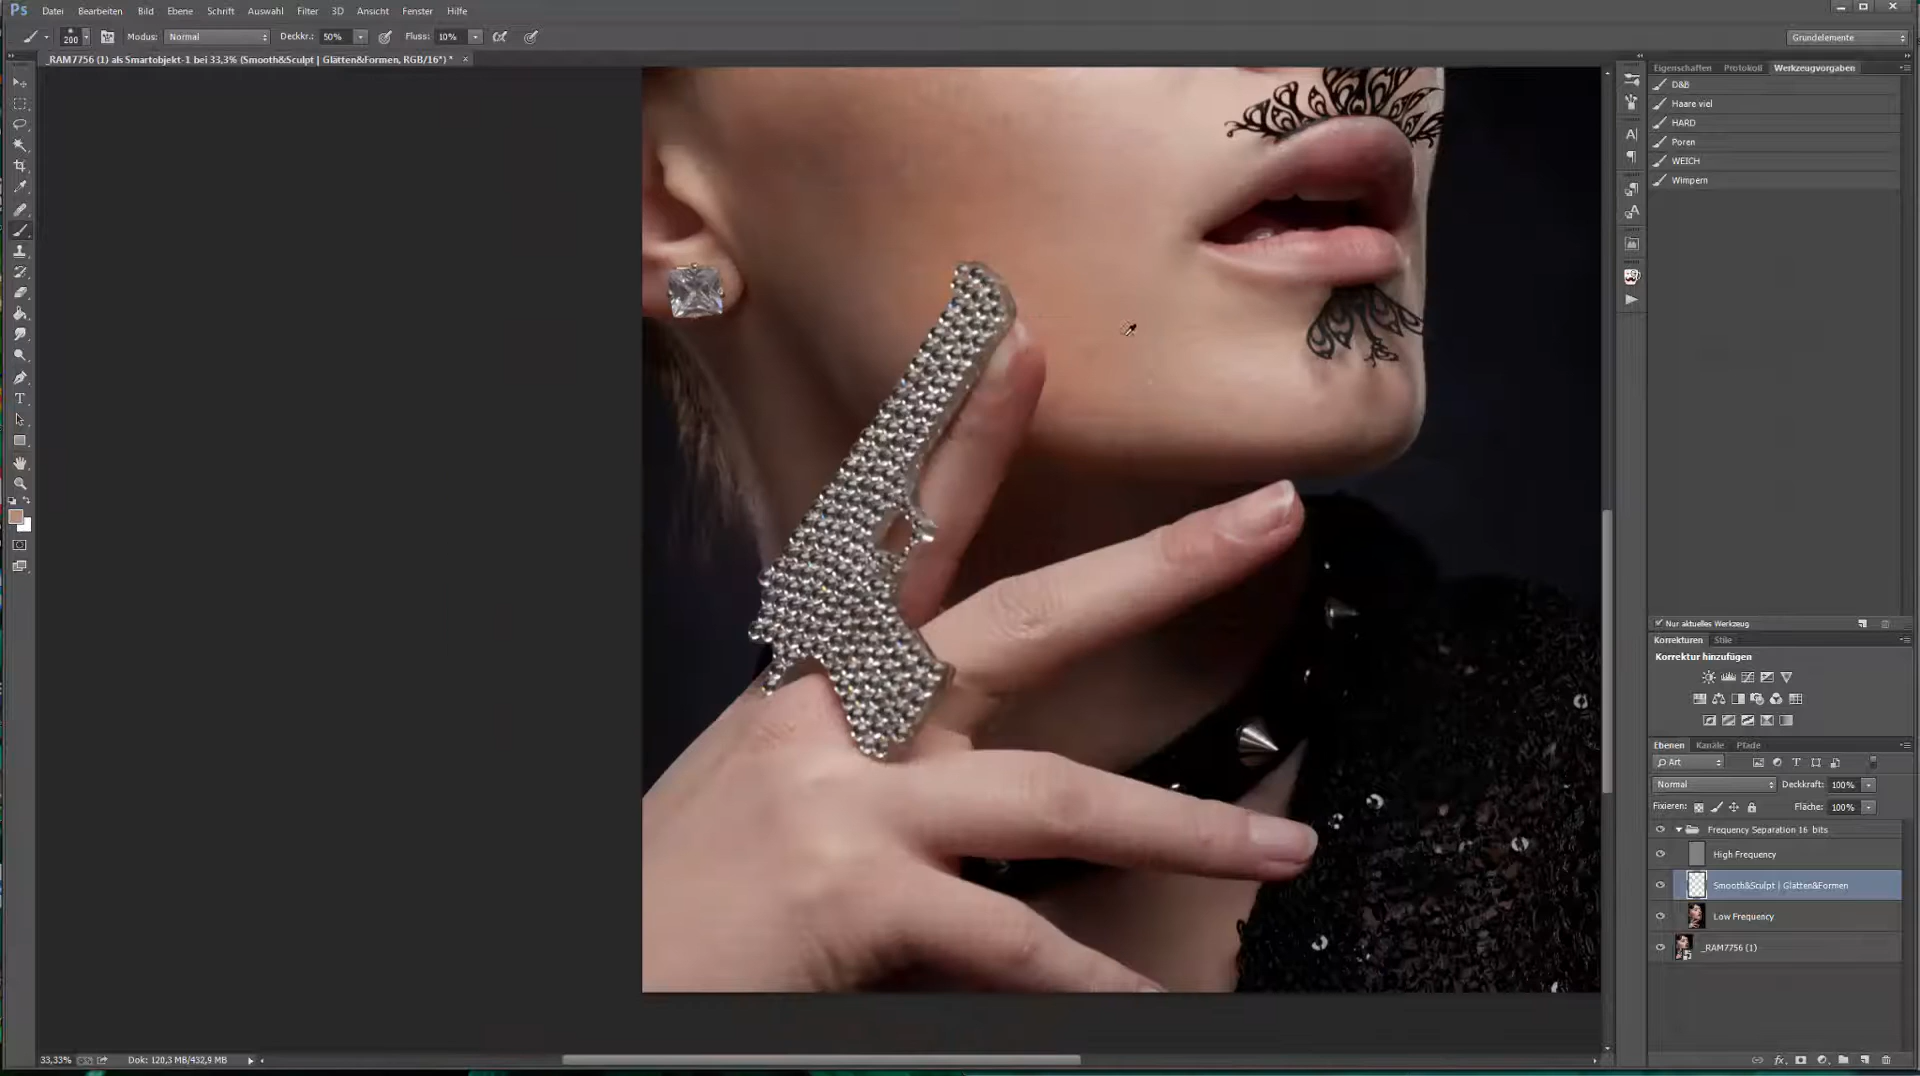 Ps Datei Bearbeiten Bild Ebene Schrift Auswahl Filter 3D Ansicht Fenster Hilfe
200 Modus: Normal Deckkr.: 50% Fluss: 10% Grundelemente
_RAM7756 (1) als Smartobjekt-1 bei 33,3% (Smooth&Sculpt | Glätten&Formen, RGB/16*) * ×
Eigenschaften Protokoll Werkzeugvorgaben
D&B
Haare viel
HARD
Poren
WEICH
Wimpern
Nur aktuelles Werkzeug
Korrekturen Stile
Korrektur hinzufügen
Ebenen Kanäle Pfade
Art
Normal Deckkraft: 100%
Fixieren: Fläche: 100%
Frequency Separation 16 bits
High Frequency
Smooth&Sculpt | Glatten&Formen
Low Frequency
_RAM7756 (1)
33,33% Dok: 120,3 MB/432,9 MB